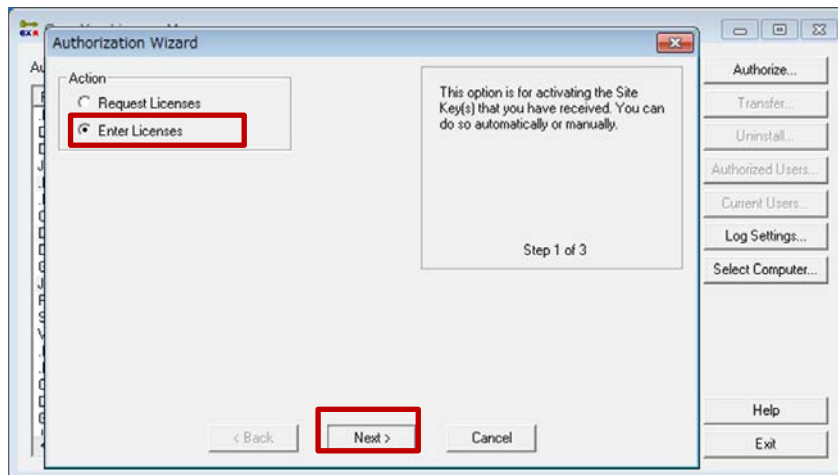 Authorization Wizard
Action
Request Licenses
Enter Licenses
This option is for activating the Site
Key(s) that you have received. You can
do so automatically or manually.
Step 1 of 3
< Back
Next >
Cancel
Authorize...
Transfer...
Uninstall...
Authorized Users...
Current Users...
Log Settings...
Select Computer...
Help
Exit